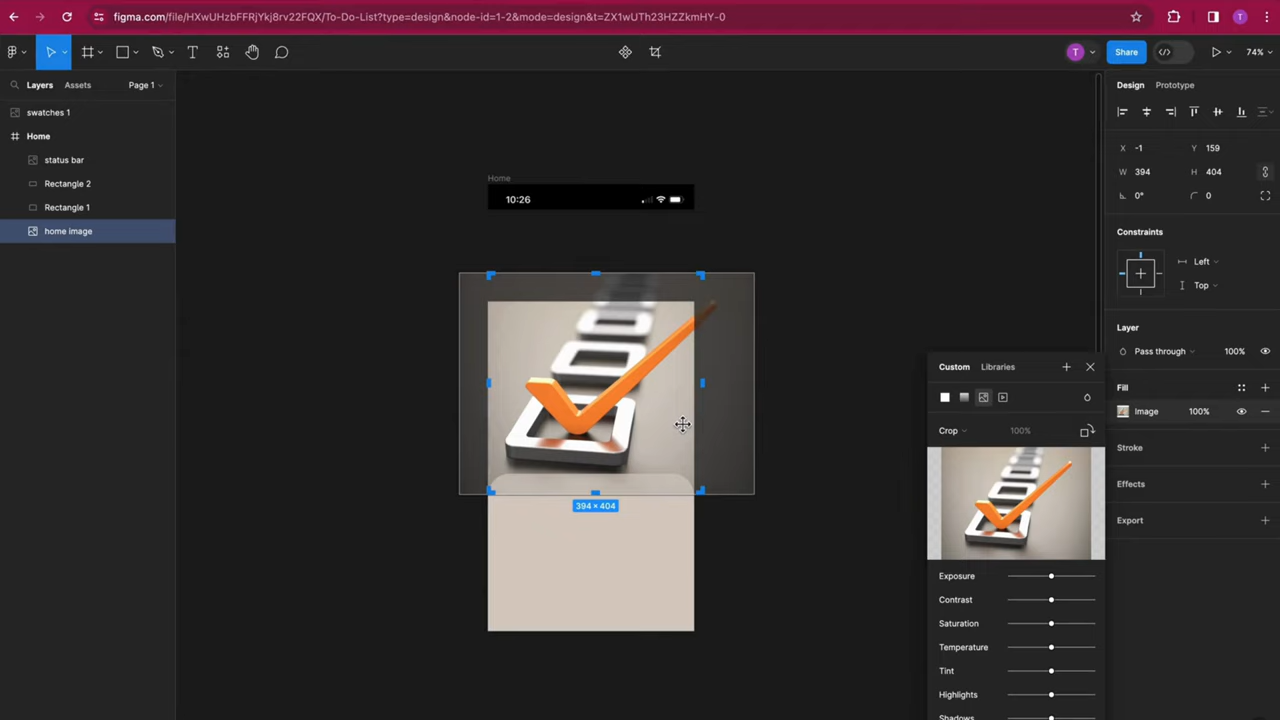 figma.com/file/HXwUHzbFFRjYkj8rv22FQX/To-Do-List?type=design&node-id=1-2&mode=design&t=ZX1wUTh23HZZkmHY-0
T
T
Share
74%
Layers
Assets
Page 1
swatches 1
Home
status bar
Rectangle 2
Rectangle 1
home image
Home
10:26
394 × 404
Design
Prototype
X
-1
Y
159
W
394
H
404
0°
0
Constraints
Left
Top
Layer
Pass through
100%
Fill
Image
100%
Stroke
Effects
Export
Custom
Libraries
Crop
100%
Exposure
Contrast
Saturation
Temperature
Tint
Highlights
Shadows